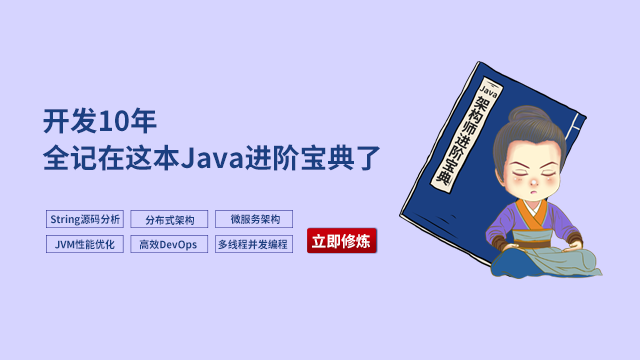 开发10年
全记在这本Java进阶宝典了
String源码分析
分布式架构
微服务架构
JVM性能优化
高效DevOps
多线程并发编程
立即修炼
Java
架构师进阶宝典